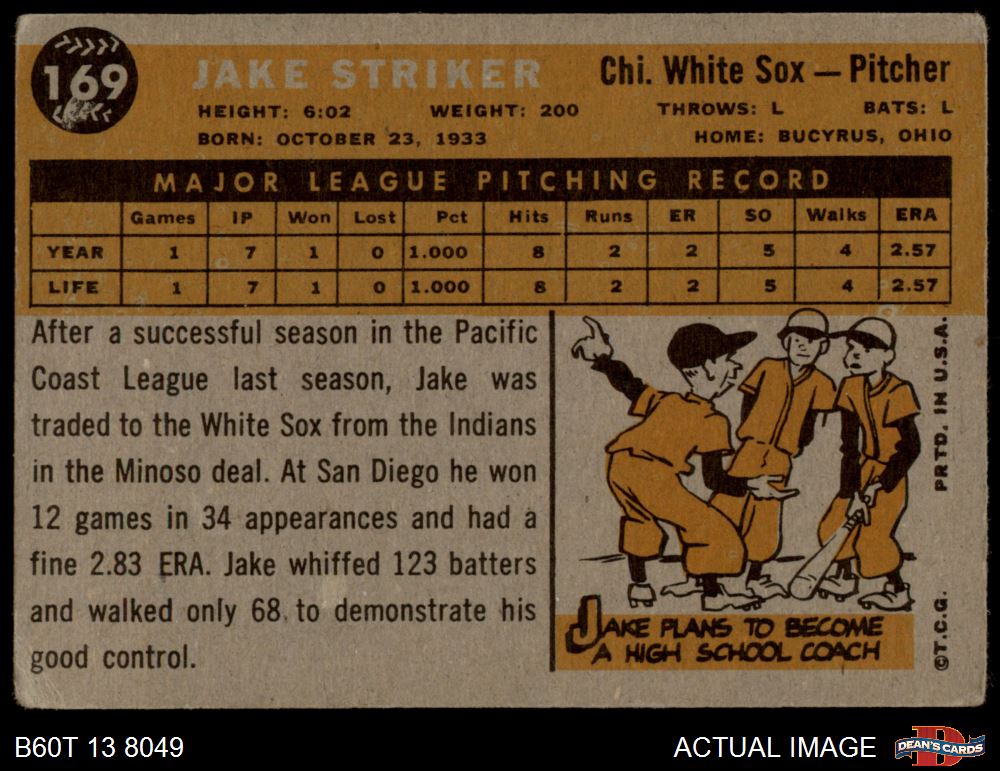 169
JAKE STRIKER
Chi. White Sox — Pitcher
HEIGHT: 6:02 WEIGHT: 200 THROWS: L BATS: L
BORN: OCTOBER 23, 1933 HOME: BUCYRUS, OHIO
MAJOR LEAGUE PITCHING RECORD
Games IP Won Lost Pct Hits Runs ER SO Walks ERA
YEAR 1 7 1 0 1.000 8 2 2 5 4 2.57
LIFE 1 7 1 0 1.000 8 2 2 5 4 2.57
After a successful season in the Pacific
Coast League last season, Jake was
traded to the White Sox from the Indians
in the Minoso deal. At San Diego he won
12 games in 34 appearances and had a
fine 2.83 ERA. Jake whiffed 123 batters
and walked only 68 to demonstrate his
good control.
JAKE PLANS TO BECOME
A HIGH SCHOOL COACH
©T.C.G. PRTD. IN U.S.A.
B60T 13 8049
ACTUAL IMAGE
D
DEAN'S CARDS